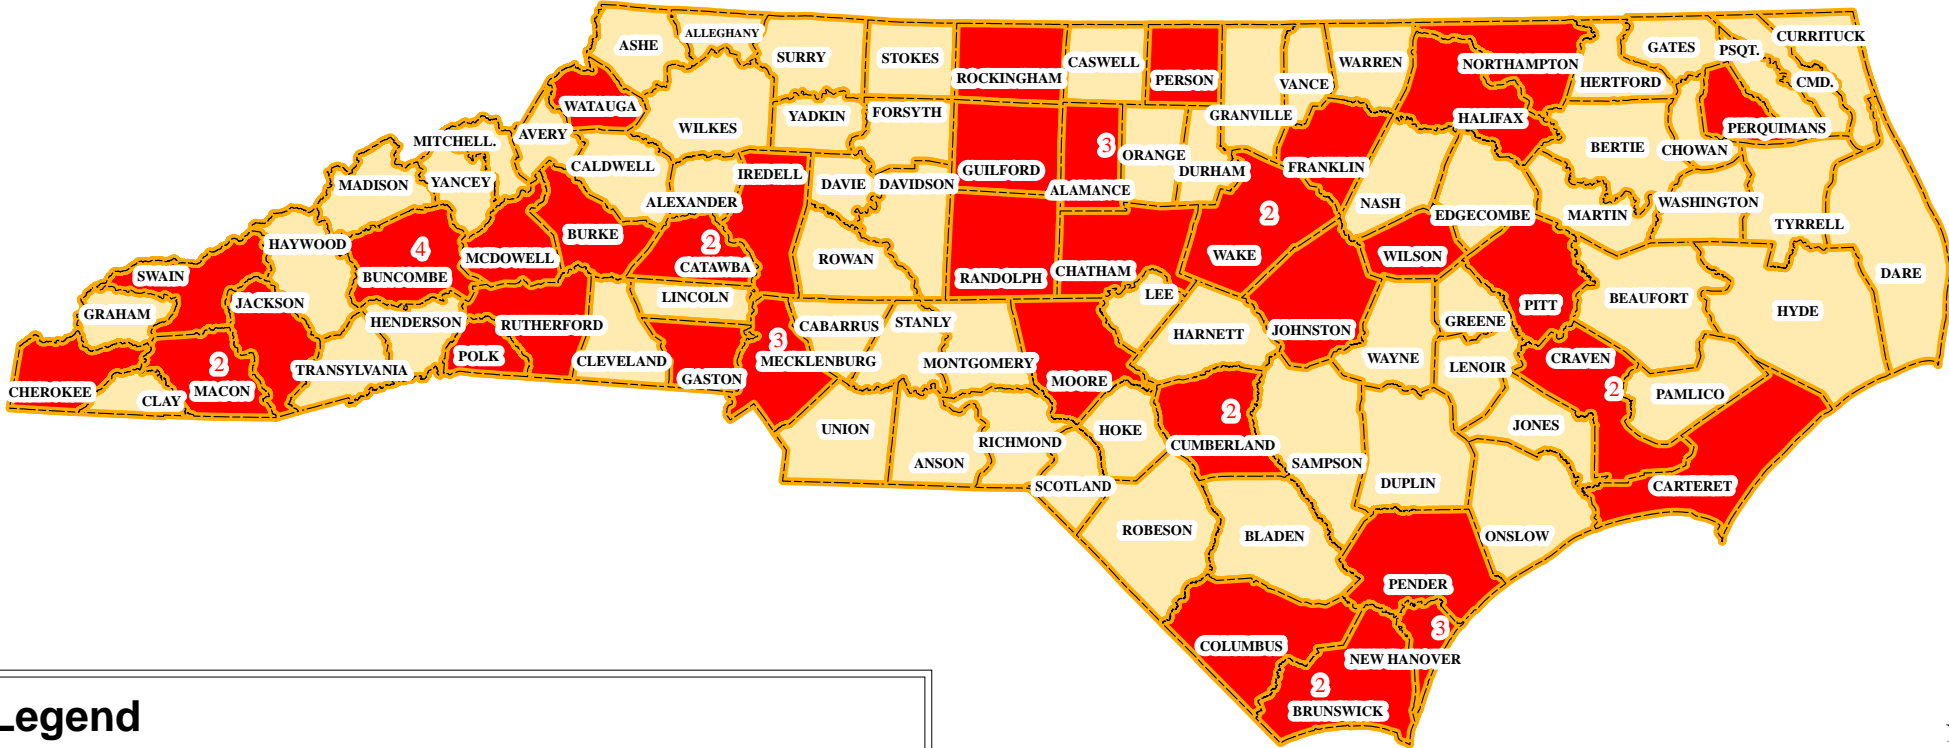 ASHE
ALLEGHANY
SURRY
STOKES
ROCKINGHAM
CASWELL
PERSON
VANCE
WARREN
NORTHAMPTON
GATES
PSQT.
CURRITUCK
HERTFORD
CMD.
WATAUGA
WILKES
YADKIN
FORSYTH
GRANVILLE
HALIFAX
PERQUIMANS
MITCHELL.
AVERY
CALDWELL
IREDELL
DAVIE
DAVIDSON
GUILFORD
3
ALAMANCE
ORANGE
DURHAM
FRANKLIN
BERTIE
CHOWAN
MADISON
YANCEY
ALEXANDER
NASH
EDGECOMBE
MARTIN
WASHINGTON
TYRRELL
HAYWOOD
4
BUNCOMBE
MCDOWELL
BURKE
2
CATAWBA
ROWAN
RANDOLPH
CHATHAM
2
WAKE
WILSON
DARE
SWAIN
JACKSON
GRAHAM
HENDERSON
RUTHERFORD
LINCOLN
CABARRUS
STANLY
LEE
HARNETT
JOHNSTON
GREENE
PITT
BEAUFORT
HYDE
CHEROKEE
CLAY
2
MACON
TRANSYLVANIA
POLK
CLEVELAND
GASTON
3
MECKLENBURG
MONTGOMERY
MOORE
WAYNE
LENOIR
CRAVEN
2
PAMLICO
UNION
ANSON
RICHMOND
HOKE
2
CUMBERLAND
SAMPSON
JONES
SCOTLAND
DUPLIN
CARTERET
ROBESON
BLADEN
ONSLOW
PENDER
COLUMBUS
3
NEW HANOVER
2
BRUNSWICK
Legend